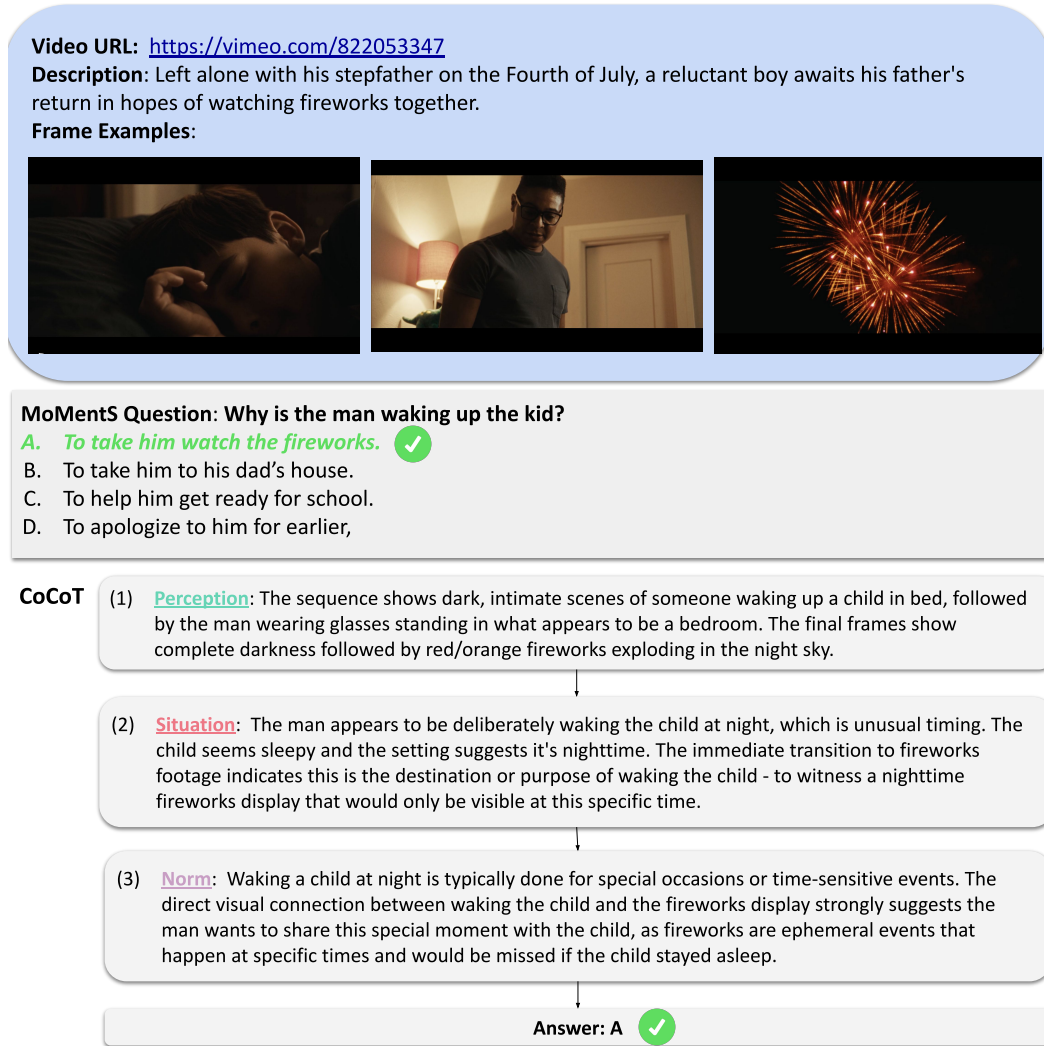 Video URL: https://vimeo.com/822053347
Description: Left alone with his stepfather on the Fourth of July, a reluctant boy awaits his father's
return in hopes of watching fireworks together.
Frame Examples:
MoMentS Question: Why is the man waking up the kid?
A. To take him watch the fireworks.
B. To take him to his dad's house.
C. To help him get ready for school.
D. To apologize to him for earlier,
CoCoT
(1) Perception: The sequence shows dark, intimate scenes of someone waking up a child in bed, followed
by the man wearing glasses standing in what appears to be a bedroom. The final frames show
complete darkness followed by red/orange fireworks exploding in the night sky.
(2) Situation: The man appears to be deliberately waking the child at night, which is unusual timing. The
child seems sleepy and the setting suggests it's nighttime. The immediate transition to fireworks
footage indicates this is the destination or purpose of waking the child - to witness a nighttime
fireworks display that would only be visible at this specific time.
(3) Norm: Waking a child at night is typically done for special occasions or time-sensitive events. The
direct visual connection between waking the child and the fireworks display strongly suggests the
man wants to share this special moment with the child, as fireworks are ephemeral events that
happen at specific times and would be missed if the child stayed asleep.
Answer: A